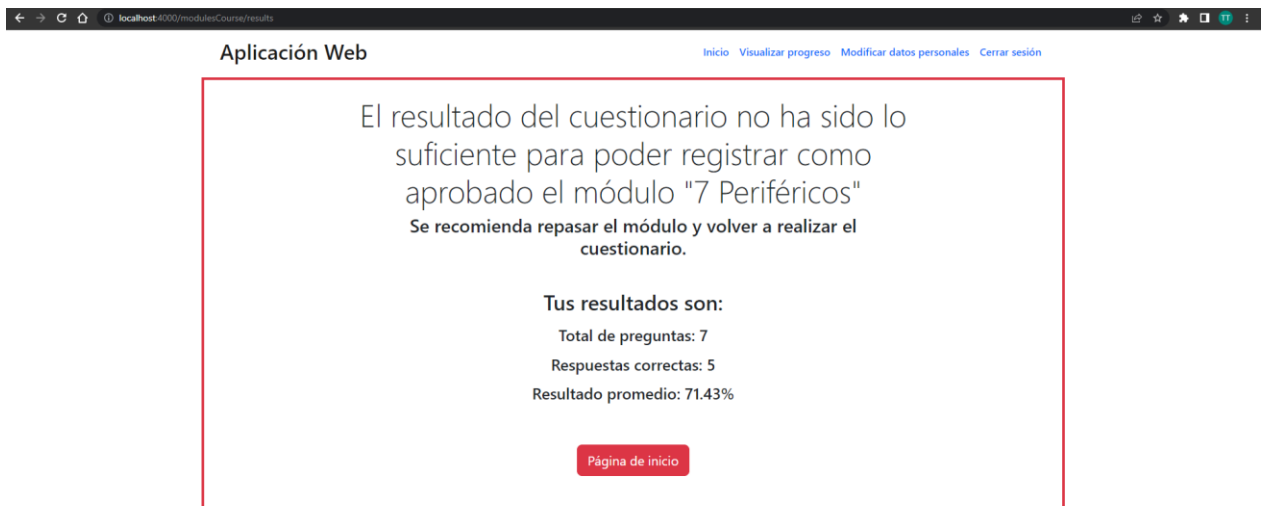 localhost:4000/modulesCourse/results
TT
Aplicación Web
Inicio Visualizar progreso Modificar datos personales Cerrar sesión
El resultado del cuestionario no ha sido lo
suficiente para poder registrar como
aprobado el módulo "7 Periféricos"
Se recomienda repasar el módulo y volver a realizar el
cuestionario.
Tus resultados son:
Total de preguntas: 7
Respuestas correctas: 5
Resultado promedio: 71.43%
Página de inicio